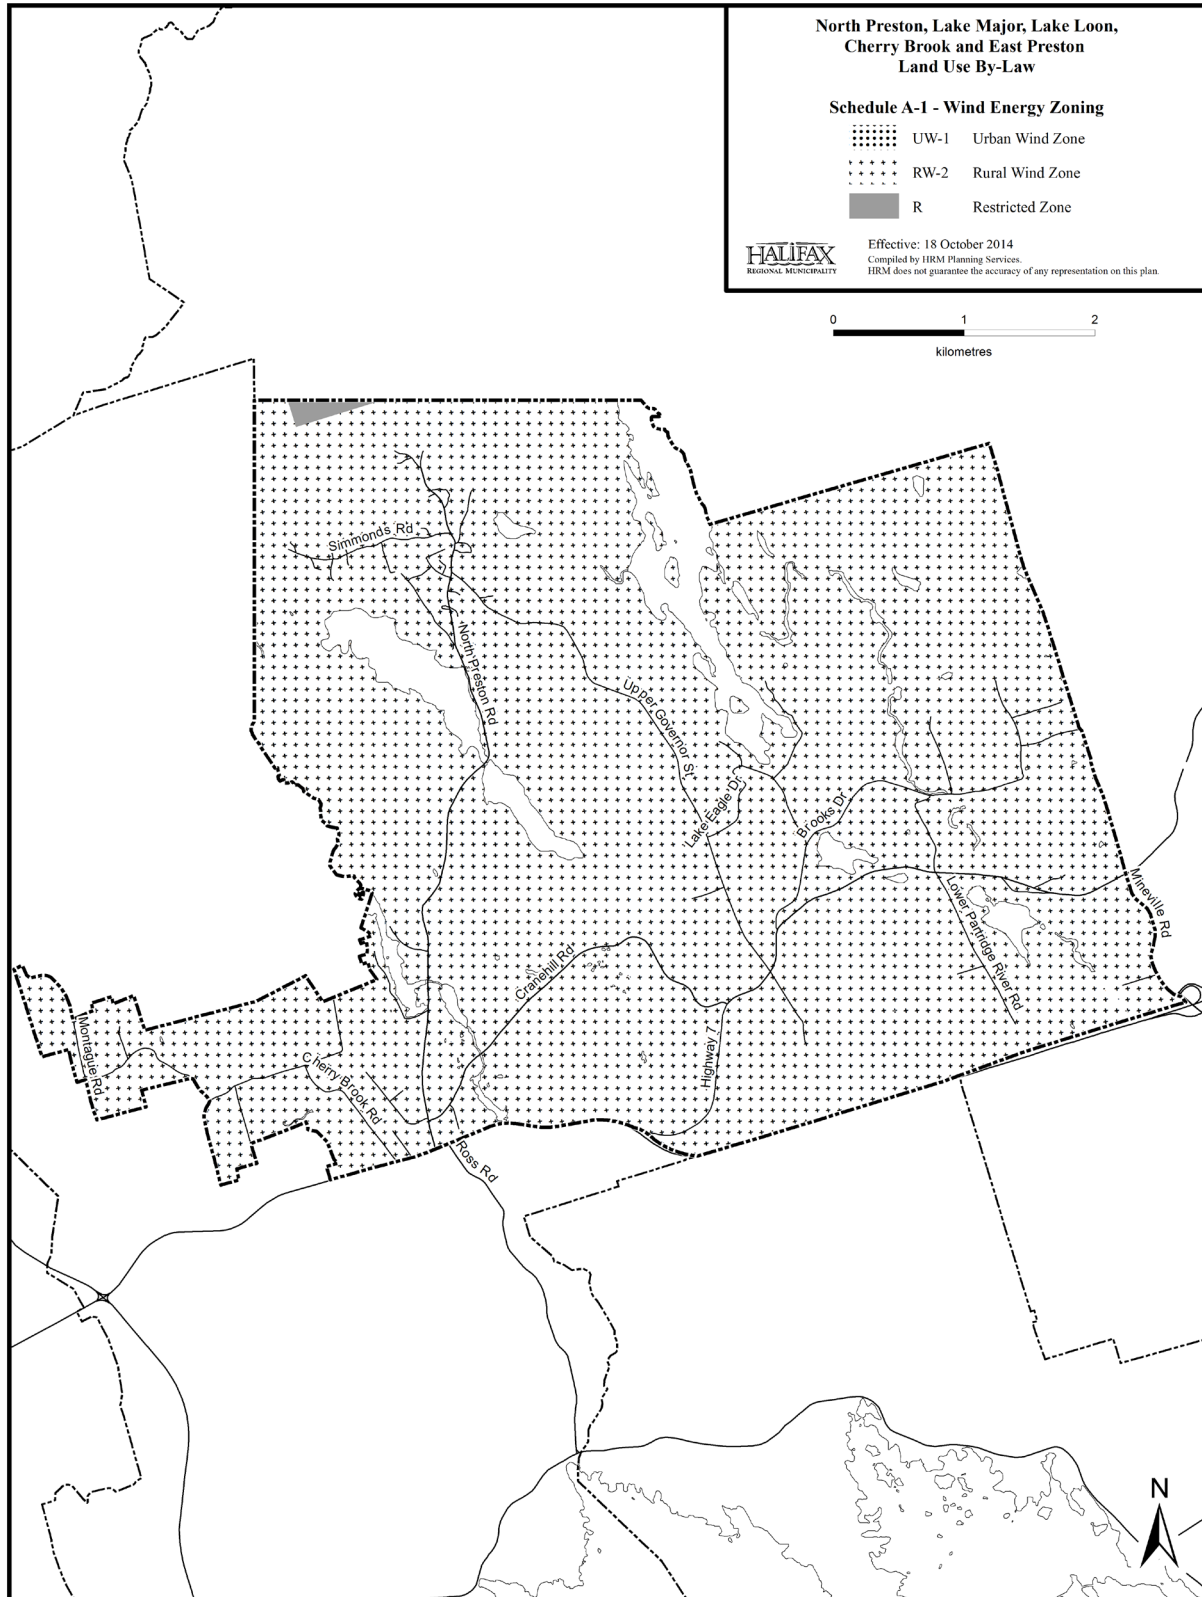 North Preston, Lake Major, Lake Loon,
Cherry Brook and East Preston
Land Use By-Law
Schedule A-1 - Wind Energy Zoning
UW-1 Urban Wind Zone
RW-2 Rural Wind Zone
R Restricted Zone
HALIFAX
REGIONAL MUNICIPALITY
Effective: 18 October 2014
Compiled by HRM Planning Services.
HRM does not guarantee the accuracy of any representation on this plan.
0 1 2
kilometres
Simmonds Rd
North Preston Rd
Upper Governor St
Lake Eagle Dr
Brooks Dr
Mineville Rd
Lower Partridge River Rd
Cranehill Rd
Montague Rd
Cherry Brook Rd
Highway 7
Ross Rd
N